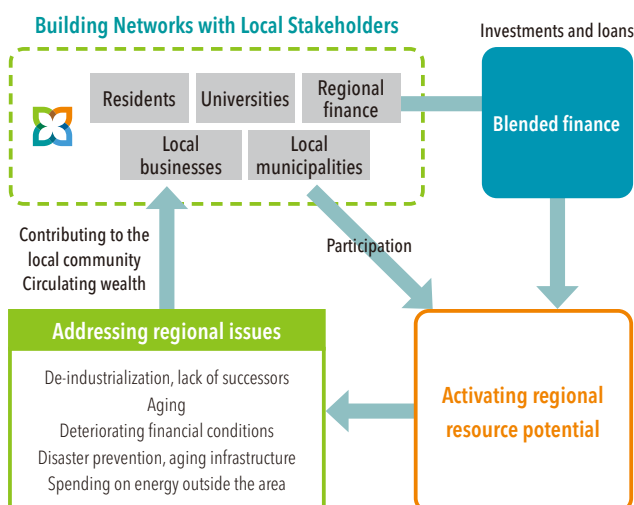 Building Networks with Local Stakeholders
Investments and loans
Residents
Universities
Regional
finance
Local
businesses
Local
municipalities
Blended finance
Contributing to the
local community
Circulating wealth
Participation
Addressing regional issues
De-industrialization, lack of successors
Aging
Deteriorating financial conditions
Disaster prevention, aging infrastructure
Spending on energy outside the area
Activating regional
resource potential